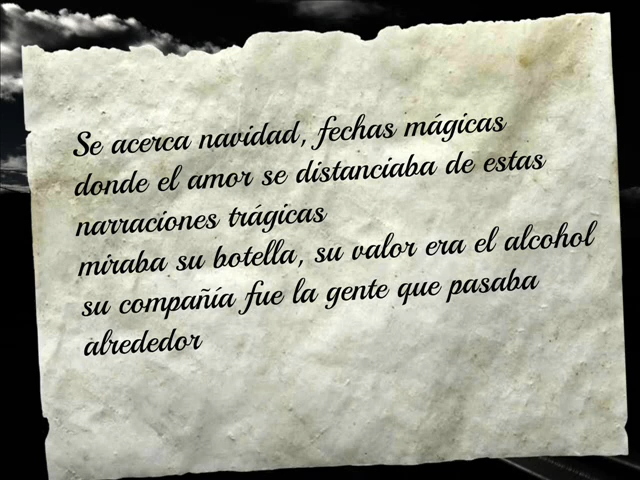 Se acerca navidad, fechas mágicas
donde el amor se distanciaba de estas
narraciones trágicas
miraba su botella, su valor era el alcohol
su compañía fue la gente que pasaba
alrededor